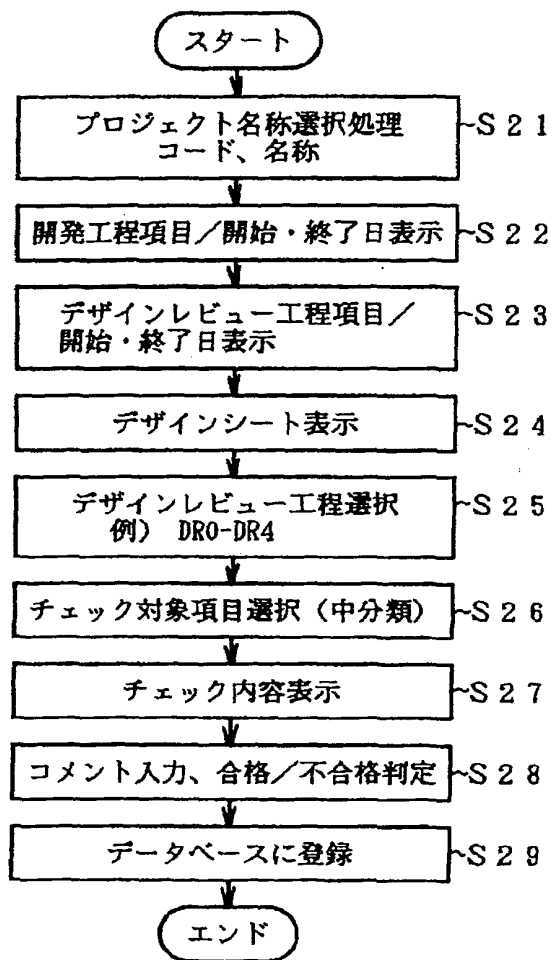 スタート
プロジェクト名称選択処理 ~S21
コード、名称
開発工程項目/開始・終了日表示 ~S22
デザインレビュー工程項目/ ~S23
開始・終了日表示
デザインシート表示 ~S24
デザインレビュー工程選択 ~S25
例) DR0-DR4
チェック対象項目選択(中分類) ~S26
チェック内容表示 ~S27
コメント入力、合格/不合格判定 ~S28
データベースに登録 ~S29
エンド